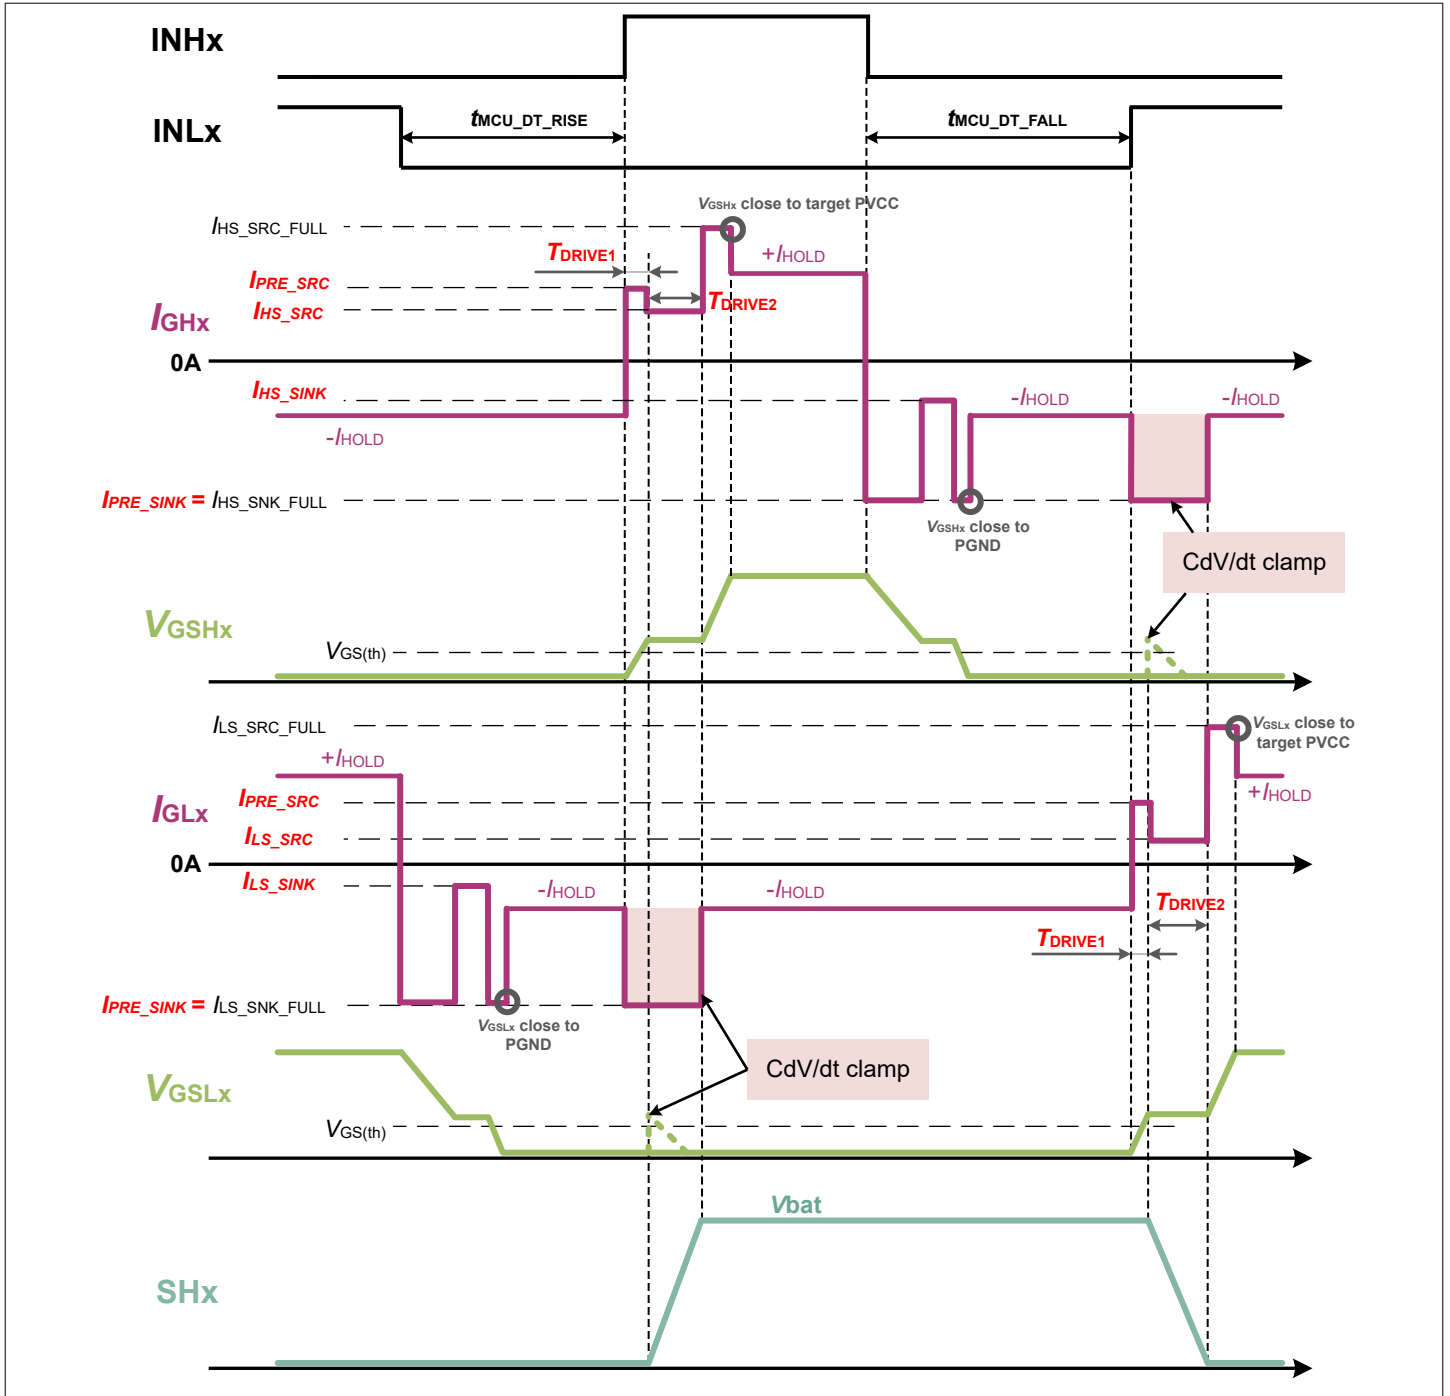 INHx
INLx
tMCU_DT_RISE
tMCU_DT_FALL
VGSHx close to target PVCC
IHS_SRC_FULL
TDRIVE1
+IHOLD
IPRE_SRC
TDRIVE2
IHS_SRC
IGHx
0A
IHS_SINK
-IHOLD
-IHOLD
-IHOLD
IPRE_SINK = IHS_SNK_FULL
VGSHx close to
PGND
CdV/dt clamp
VGSHx
VGS(th)
ILS_SRC_FULL
VGSLx close to
target PVCC
+IHOLD
IPRE_SRC
+IHOLD
IGLx
ILS_SRC
0A
ILS_SINK
-IHOLD
-IHOLD
TDRIVE2
TDRIVE1
IPRE_SINK = ILS_SNK_FULL
VGSLx close to
PGND
CdV/dt clamp
VGSLx
VGS(th)
Vbat
SHx